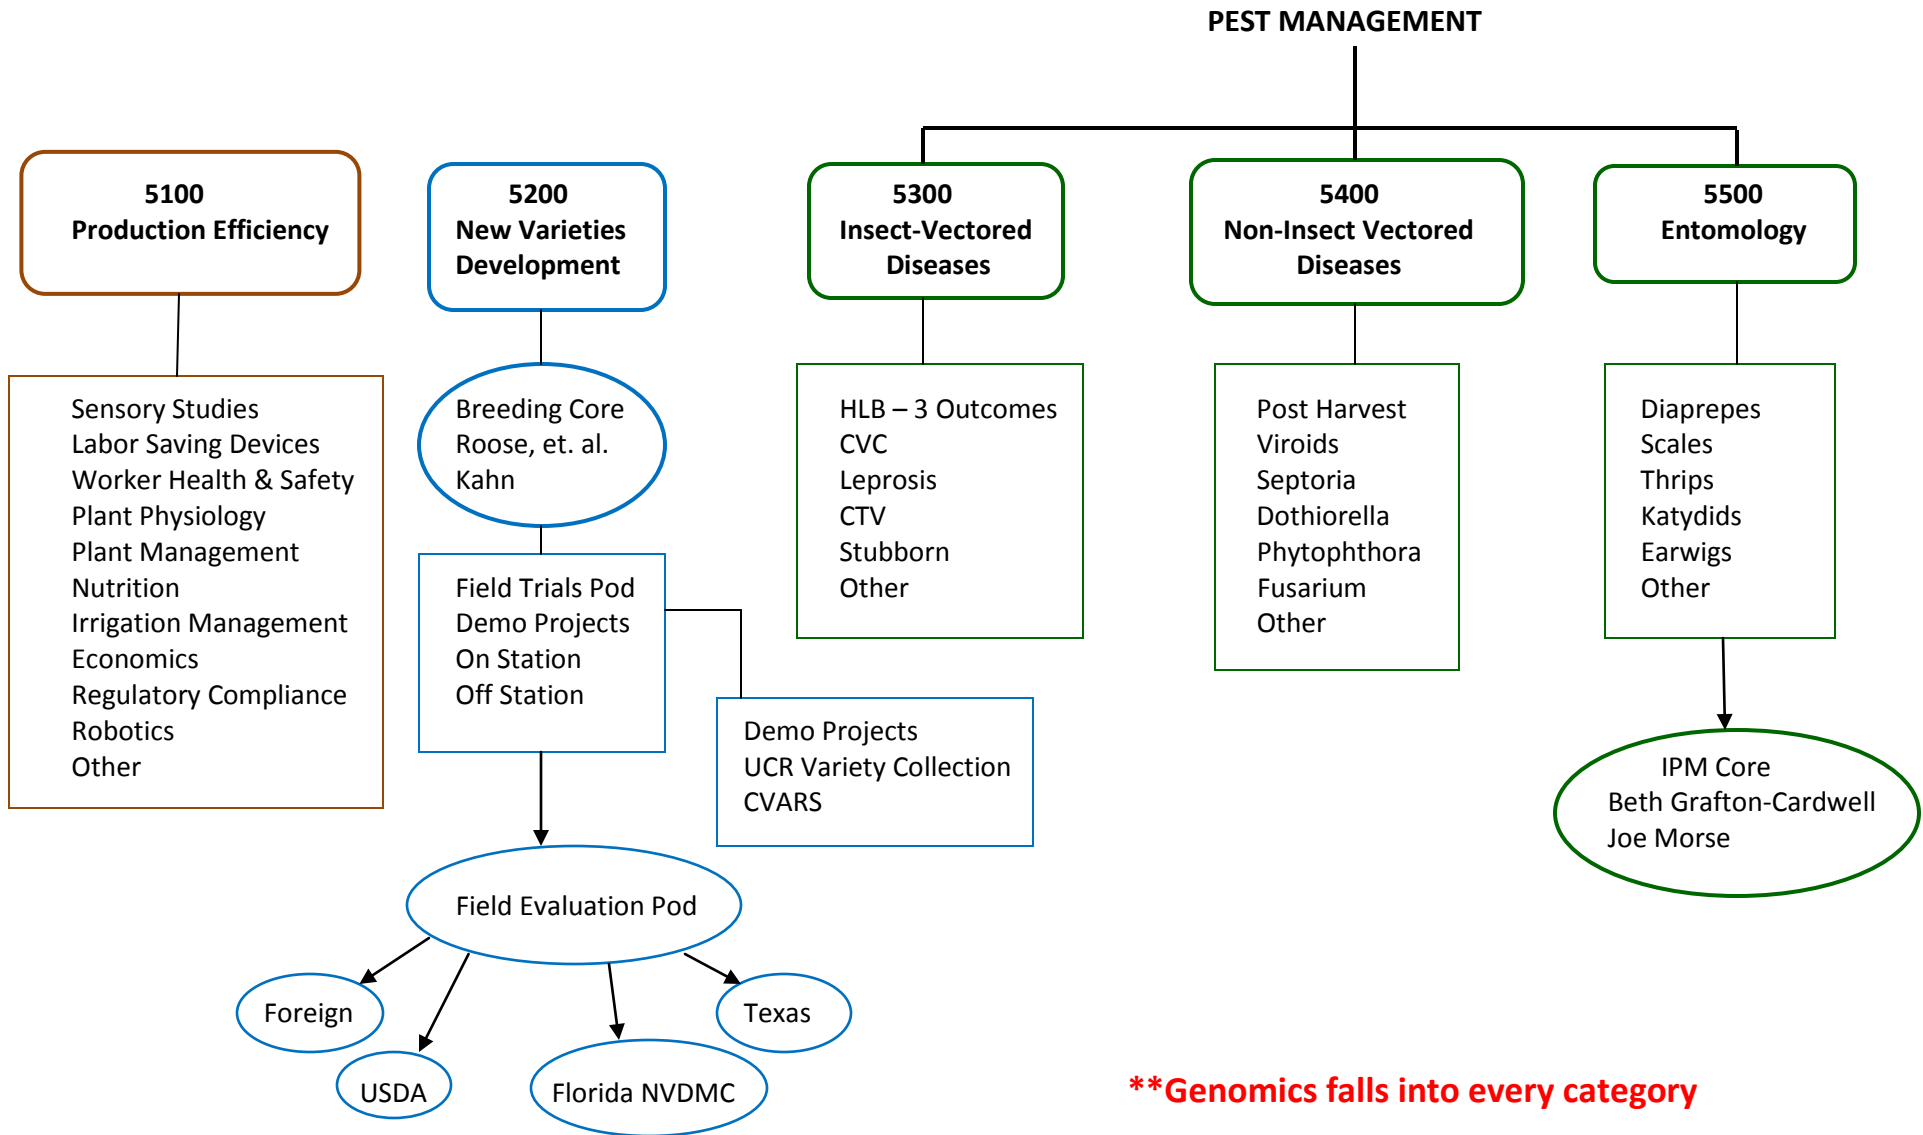 PEST MANAGEMENT
5100
Production Efficiency
Sensory Studies
Labor Saving Devices
Worker Health & Safety
Plant Physiology
Plant Management
Nutrition
Irrigation Management
Economics
Regulatory Compliance
Robotics
Other
5200
New Varieties
Development
Breeding Core
Roose, et. al.
Kahn
Field Trials Pod
Demo Projects
On Station
Off Station
Demo Projects
UCR Variety Collection
CVARS
Field Evaluation Pod
Foreign
USDA
Florida NVDMC
Texas
5300
Insect-Vectored
Diseases
HLB – 3 Outcomes
CVC
Leprosis
CTV
Stubborn
Other
5400
Non-Insect Vectored
Diseases
Post Harvest
Viroids
Septoria
Dothiorella
Phytophthora
Fusarium
Other
5500
Entomology
Diaprepes
Scales
Thrips
Katydids
Earwigs
Other
IPM Core
Beth Grafton-Cardwell
Joe Morse
**Genomics falls into every category